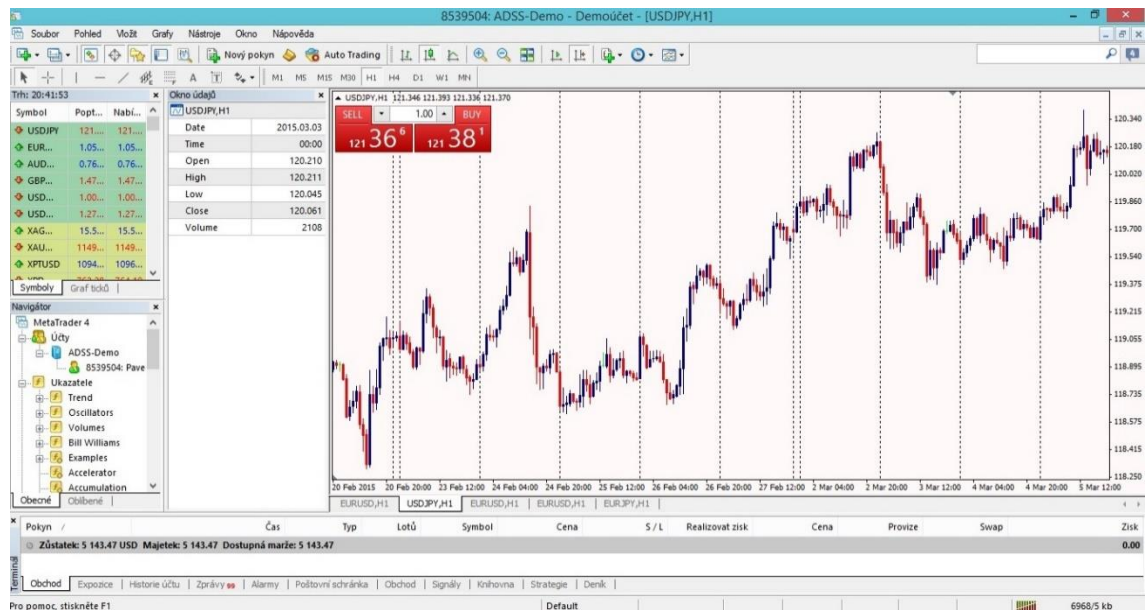 8539504: ADSS-Demo - Demoúčet - [USDJPY,H1]
Soubor Pohled Vložit Grafy Nástroje Okno Nápověda
Nový pokyn Auto Trading
A T M1 M5 M15 M30 H1 H4 D1 W1 MN
Trh: 20:41:53
Symbol Popt... Nabí...
USDJPY 121.... 121....
EUR... 1.05... 1.05...
AUD... 0.76... 0.76...
GBP... 1.47... 1.47...
USD... 1.00... 1.00...
USD... 1.27... 1.27...
XAG... 15.5... 15.5...
XAU... 1149... 1149...
XPTUSD 1094... 1096...
Symboly Graf ticků
Okno údajů
USDJPY,H1
Date 2015.03.03
Time 00:00
Open 120.210
High 120.211
Low 120.045
Close 120.061
Volume 2108
Navigátor
MetaTrader 4
Účty
ADSS-Demo
8539504: Pave
Ukazatele
Trend
Oscillators
Volumes
Bill Williams
Examples
Accelerator
Accumulation
Obecné Oblíbené
USDJPY,H1 121.346 121.393 121.336 121.370
SELL 1.00 BUY
121 36 6 121 38 1
120.340
120.180
120.020
119.860
119.700
119.540
119.375
119.215
119.055
118.895
118.735
118.575
118.415
118.250
20 Feb 2015 20 Feb 20:00 23 Feb 12:00 24 Feb 04:00 24 Feb 20:00 25 Feb 12:00 26 Feb 04:00 26 Feb 20:00 27 Feb 12:00 2 Mar 04:00 2 Mar 20:00 3 Mar 12:00 4 Mar 04:00 4 Mar 20:00 5 Mar 12:00
EURUSD,H1 USDJPY,H1 EURUSD,H1 EURUSD,H1 EURJPY,H1
Pokyn / Čas Typ Lotů Symbol Cena S / L Realizovat zisk Cena Provize Swap Zisk
Zůstatek: 5 143.47 USD Majetek: 5 143.47 Dostupná marže: 5 143.47 0.00
Terminál
Obchod Expozice Historie účtu Zprávy 99 Alarmy Poštovní schránka Obchod Signály Knihovna Strategie Deník
Pro pomoc, stiskněte F1 Default 6968/5 kb